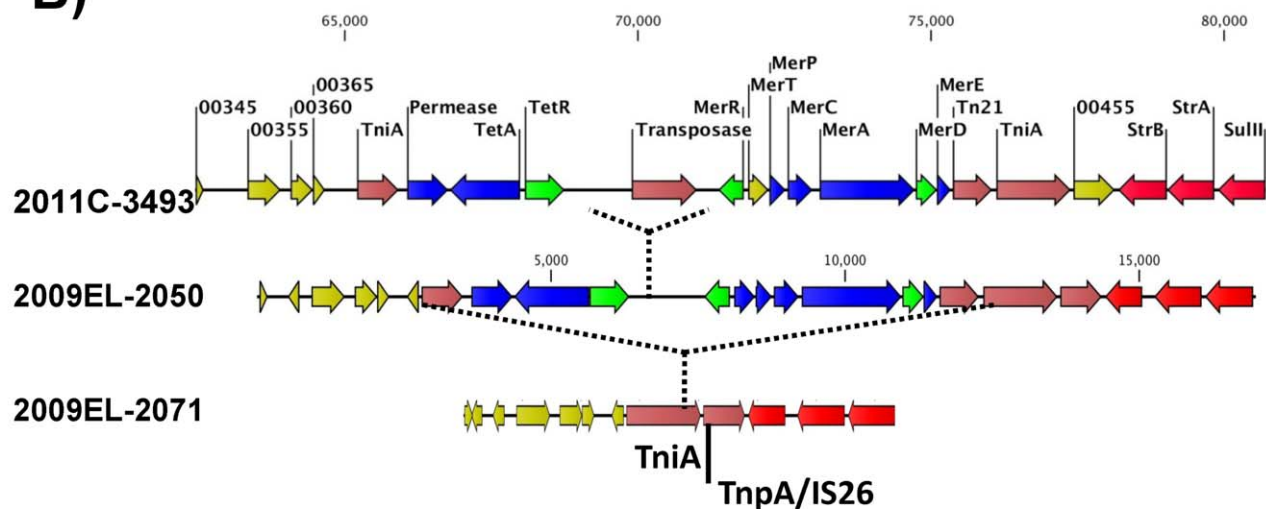 B)
65,000 70,000 75,000 80,000
MerP
00365 MerT MerE
00345 00360 Permease TetR MerR MerC Tn21 00455 StrA
00355 TniA TetA Transposase MerA MerD TniA StrB SulII
2011C-3493
5,000 10,000 15,000
2009EL-2050
2009EL-2071
TniA
TnpA/IS26